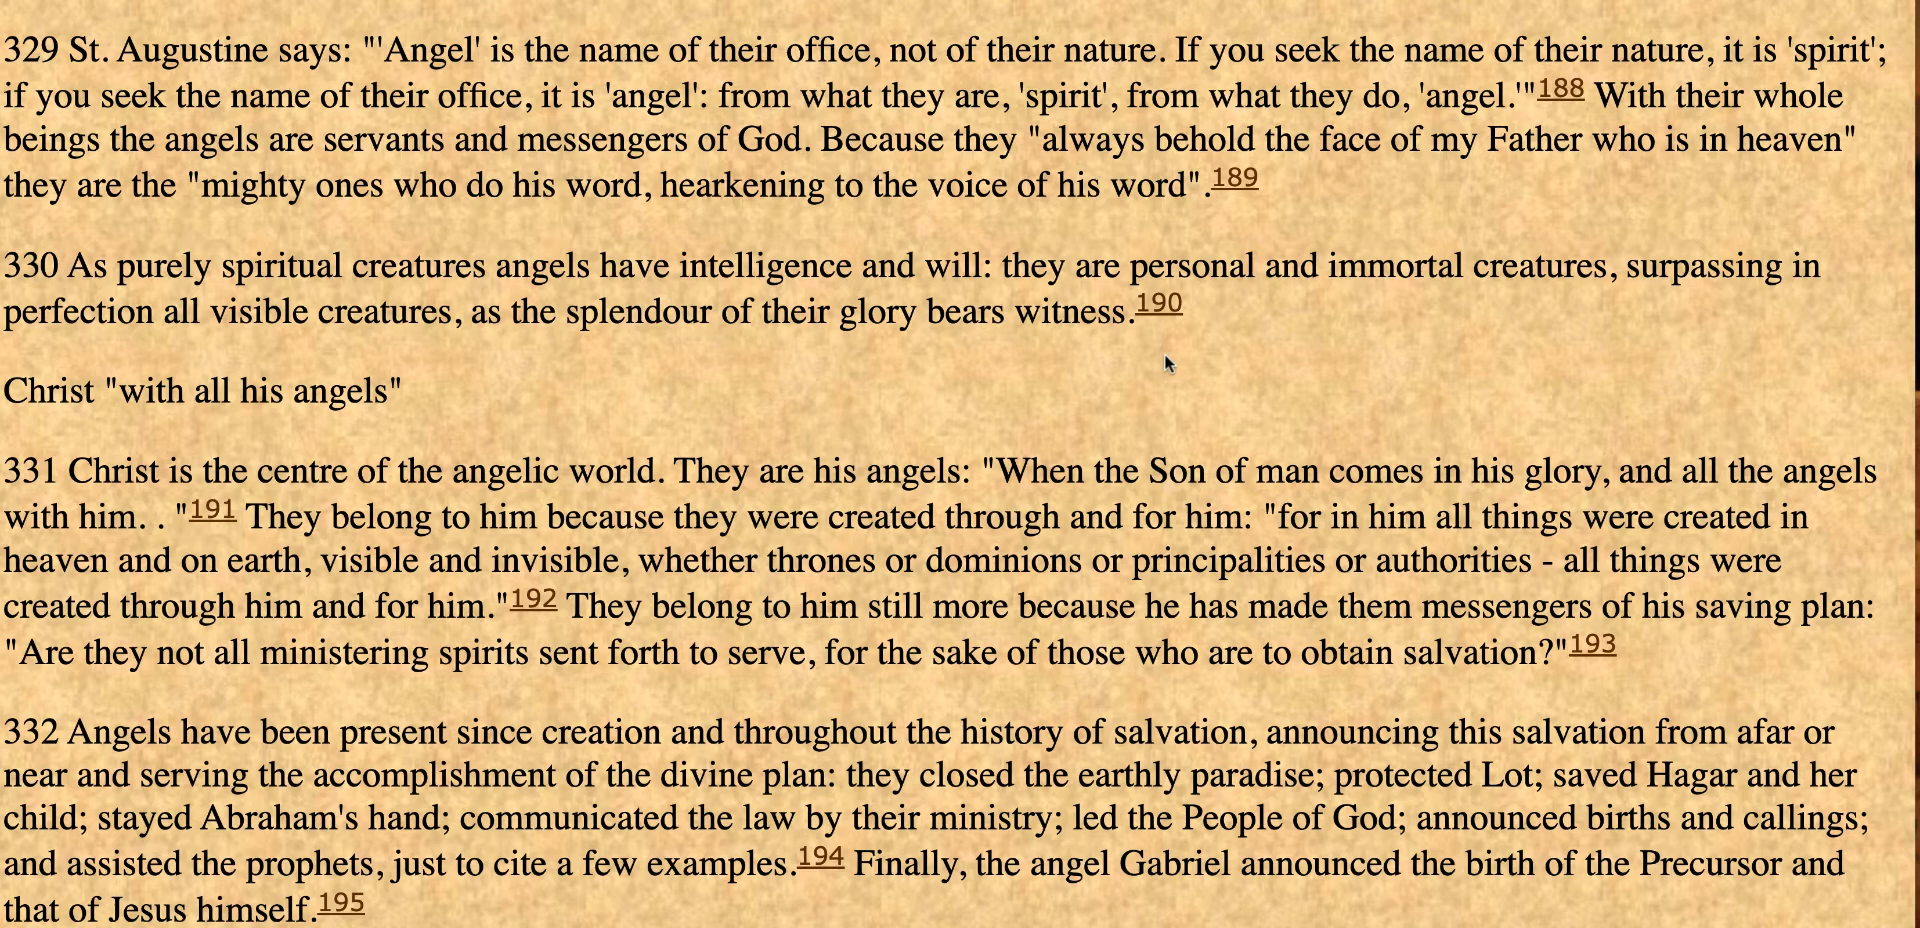 329 St. Augustine says: "'Angel' is the name of their office, not of their nature. If you seek the name of their nature, it is 'spirit';
if you seek the name of their office, it is 'angel': from what they are, 'spirit', from what they do, 'angel.'"188 With their whole
beings the angels are servants and messengers of God. Because they "always behold the face of my Father who is in heaven"
they are the "mighty ones who do his word, hearkening to the voice of his word".189
330 As purely spiritual creatures angels have intelligence and will: they are personal and immortal creatures, surpassing in
perfection all visible creatures, as the splendour of their glory bears witness.190
Christ "with all his angels"
331 Christ is the centre of the angelic world. They are his angels: "When the Son of man comes in his glory, and all the angels
with him. . "191 They belong to him because they were created through and for him: "for in him all things were created in
heaven and on earth, visible and invisible, whether thrones or dominions or principalities or authorities - all things were
created through him and for him."192 They belong to him still more because he has made them messengers of his saving plan:
"Are they not all ministering spirits sent forth to serve, for the sake of those who are to obtain salvation?"193
332 Angels have been present since creation and throughout the history of salvation, announcing this salvation from afar or
near and serving the accomplishment of the divine plan: they closed the earthly paradise; protected Lot; saved Hagar and her
child; stayed Abraham's hand; communicated the law by their ministry; led the People of God; announced births and callings;
and assisted the prophets, just to cite a few examples.194 Finally, the angel Gabriel announced the birth of the Precursor and
that of Jesus himself.195